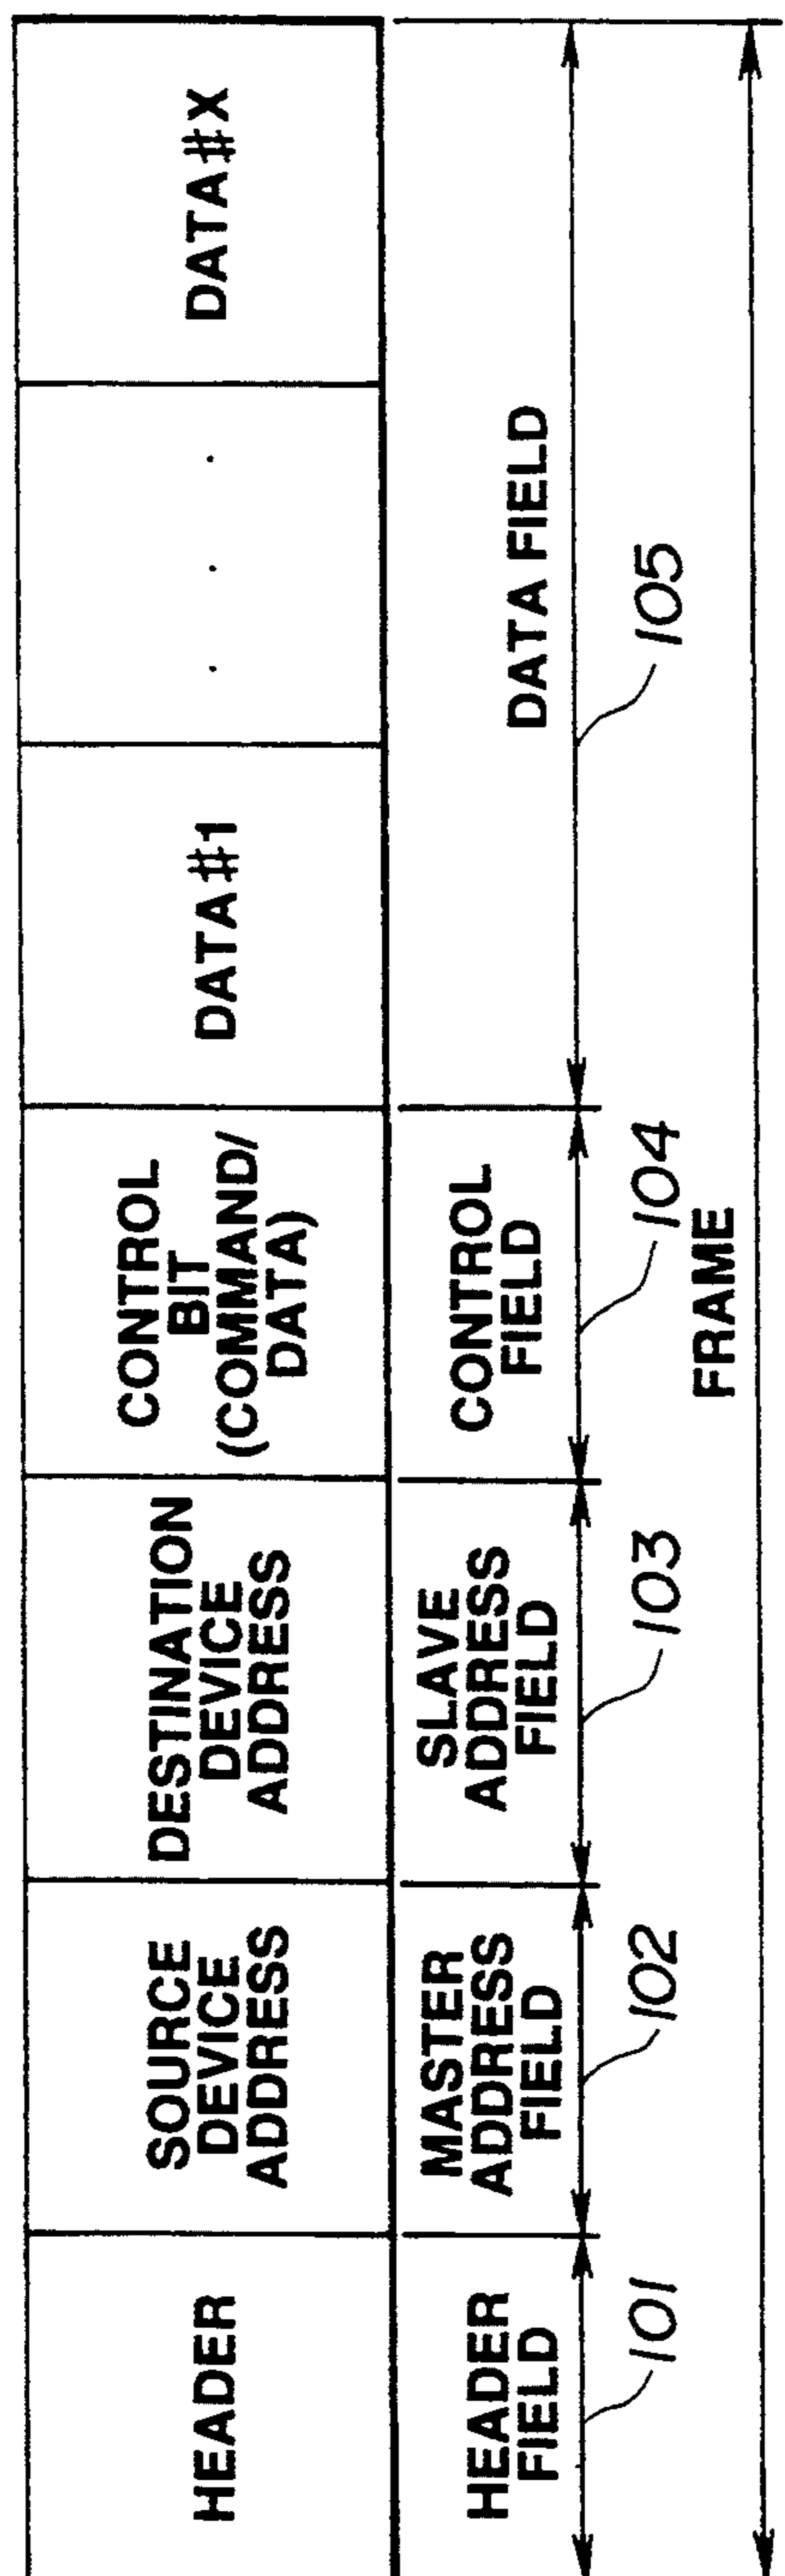 HEADER
SOURCE
DEVICE
ADDRESS
DESTINATION
DEVICE
ADDRESS
CONTROL
BIT
(COMMAND/
DATA)
DATA#1
. . .
DATA#X
HEADER
FIELD
MASTER
ADDRESS
FIELD
SLAVE
ADDRESS
FIELD
CONTROL
FIELD
DATA FIELD
101
102
103
104
105
FRAME